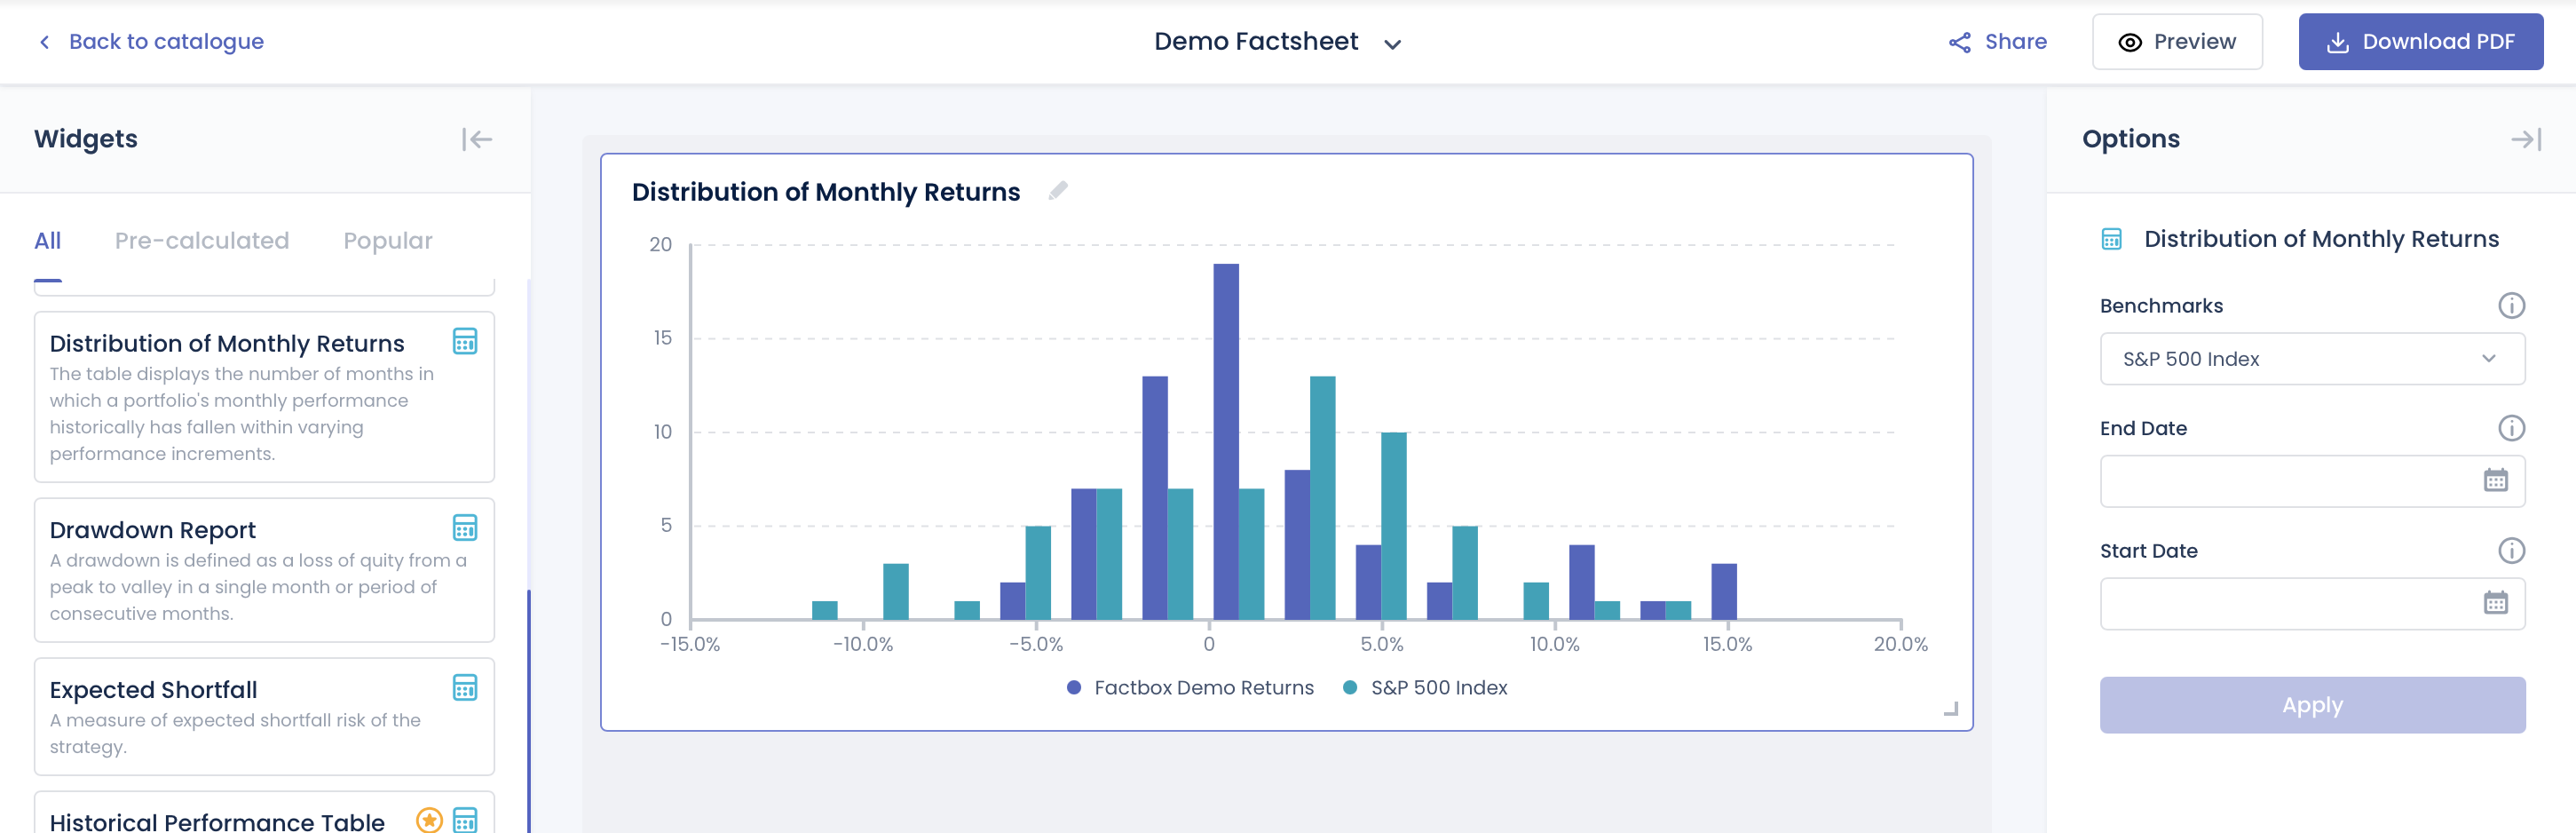 Back to catalogue
Demo Factsheet
Share
Preview
Download PDF
Widgets
All
Pre-calculated
Popular
Distribution of Monthly Returns
The table displays the number of months in
which a portfolio's monthly performance
historically has fallen within varying
performance increments.
Drawdown Report
A drawdown is defined as a loss of quity from a
peak to valley in a single month or period of
consecutive months.
Expected Shortfall
A measure of expected shortfall risk of the
strategy.
Historical Performance Table
Distribution of Monthly Returns
20
15
10
5
0
-15.0%
-10.0%
-5.0%
0
5.0%
10.0%
15.0%
20.0%
Factbox Demo Returns
S&P 500 Index
Options
Distribution of Monthly Returns
Benchmarks
S&P 500 Index
End Date
Start Date
Apply